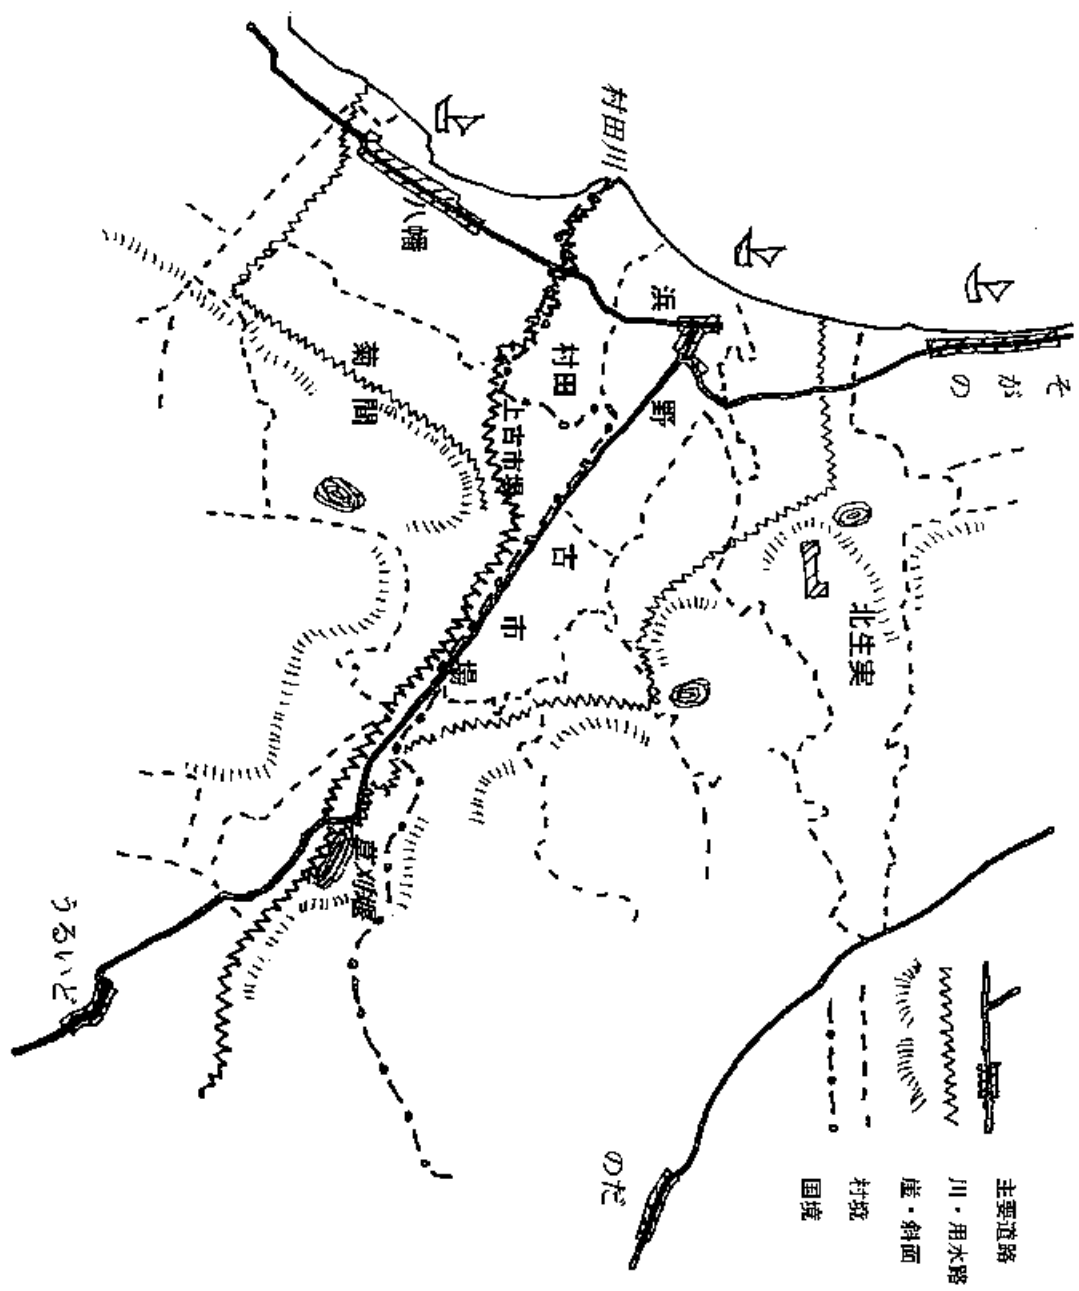 村田川
八幡
浜野
そがの
村田
菊間
上古市場
古市場
北生実
草刈堰
うるいど
のだ
主要道路
川・用水路
崖・斜面
村境
国境